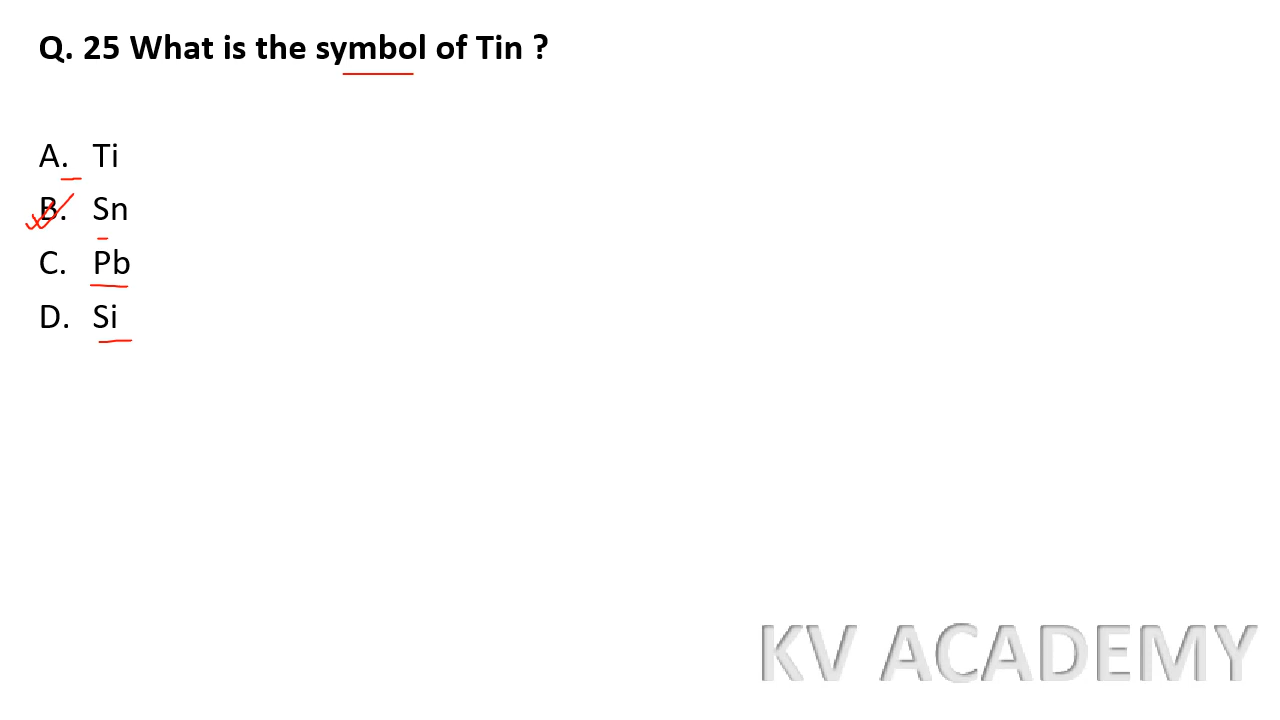 Q. 25 What is the symbol of Tin ?
A. Ti
B. Sn
C. Pb
D. Si
KV ACADEMY